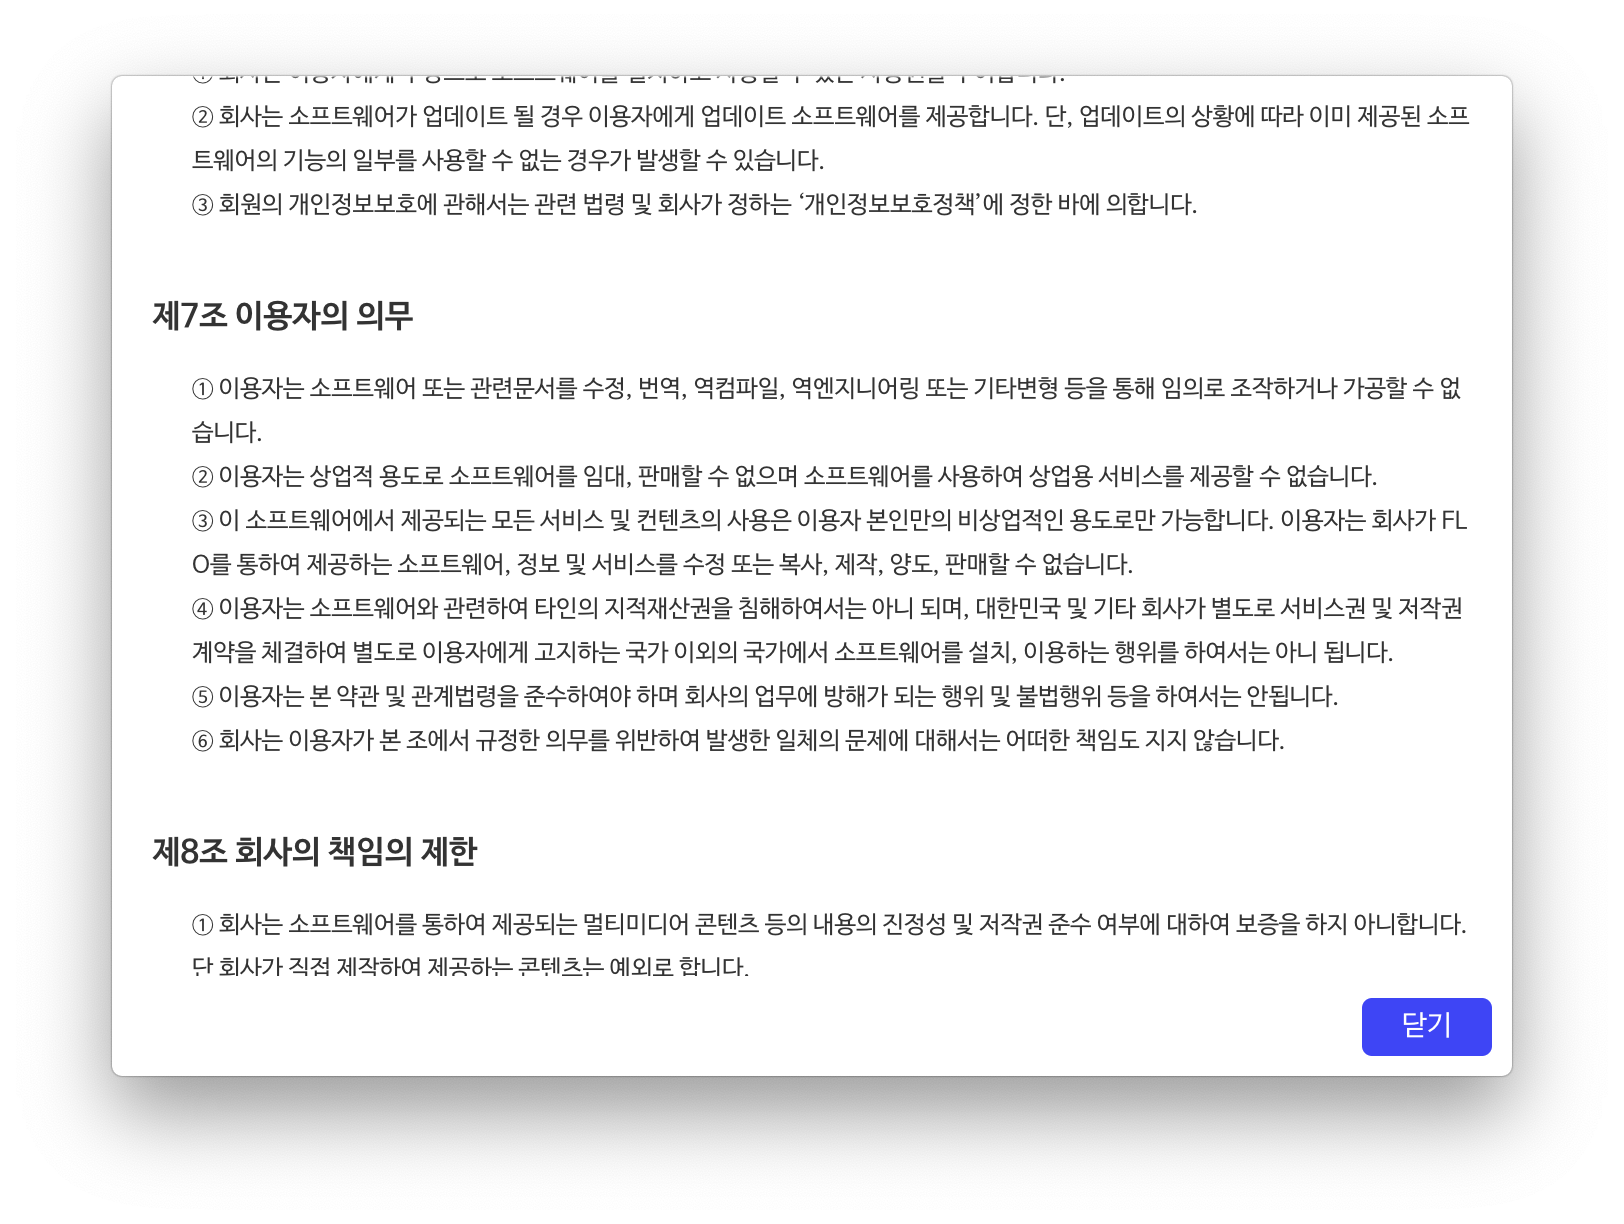 ② 회사는 소프트웨어가 업데이트 될 경우 이용자에게 업데이트 소프트웨어를 제공합니다. 단, 업데이트의 상황에 따라 이미 제공된 소프
트웨어의 기능의 일부를 사용할 수 없는 경우가 발생할 수 있습니다.
③ 회원의 개인정보보호에 관해서는 관련 법령 및 회사가 정하는 ‘개인정보보호정책’에 정한 바에 의합니다.
제7조 이용자의 의무
① 이용자는 소프트웨어 또는 관련문서를 수정, 번역, 역컴파일, 역엔지니어링 또는 기타변형 등을 통해 임의로 조작하거나 가공할 수 없
습니다.
② 이용자는 상업적 용도로 소프트웨어를 임대, 판매할 수 없으며 소프트웨어를 사용하여 상업용 서비스를 제공할 수 없습니다.
③ 이 소프트웨어에서 제공되는 모든 서비스 및 컨텐츠의 사용은 이용자 본인만의 비상업적인 용도로만 가능합니다. 이용자는 회사가 FL
O를 통하여 제공하는 소프트웨어, 정보 및 서비스를 수정 또는 복사, 제작, 양도, 판매할 수 없습니다.
④ 이용자는 소프트웨어와 관련하여 타인의 지적재산권을 침해하여서는 아니 되며, 대한민국 및 기타 회사가 별도로 서비스권 및 저작권
계약을 체결하여 별도로 이용자에게 고지하는 국가 이외의 국가에서 소프트웨어를 설치, 이용하는 행위를 하여서는 아니 됩니다.
⑤ 이용자는 본 약관 및 관계법령을 준수하여야 하며 회사의 업무에 방해가 되는 행위 및 불법행위 등을 하여서는 안됩니다.
⑥ 회사는 이용자가 본 조에서 규정한 의무를 위반하여 발생한 일체의 문제에 대해서는 어떠한 책임도 지지 않습니다.
제8조 회사의 책임의 제한
① 회사는 소프트웨어를 통하여 제공되는 멀티미디어 콘텐츠 등의 내용의 진정성 및 저작권 준수 여부에 대하여 보증을 하지 아니합니다.
단 회사가 직접 제작하여 제공하는 콘텐츠는 예외로 합니다.
닫기